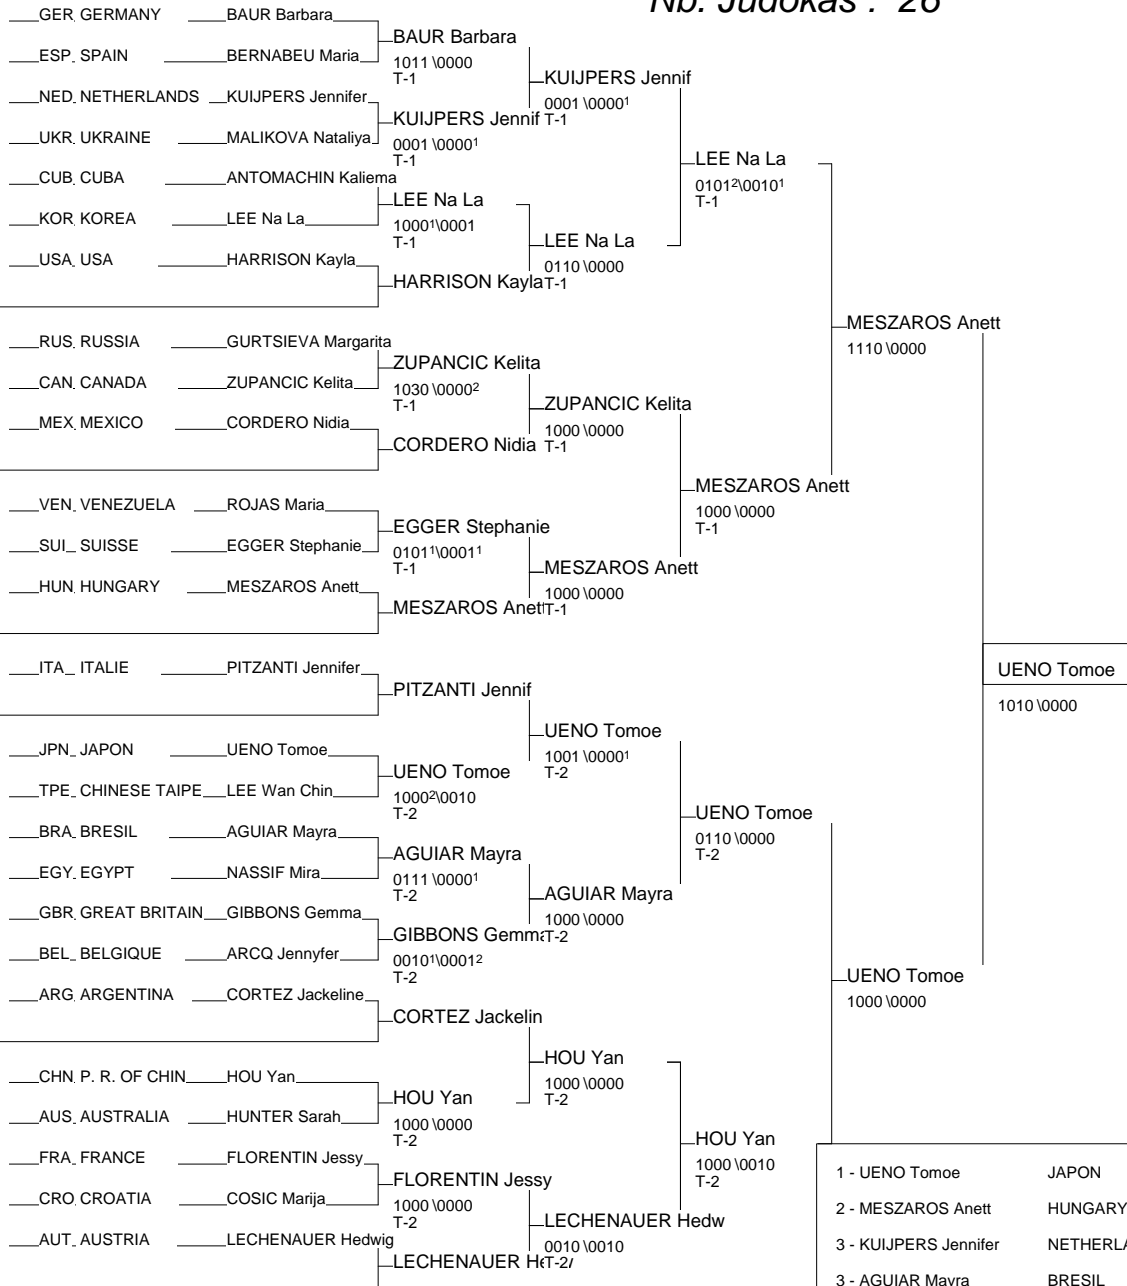 Nb. Judokas : 26
GER GERMANY BAUR Barbara
ESP SPAIN BERNABEU Maria
NED NETHERLANDS KUIJPERS Jennifer
UKR UKRAINE MALIKOVA Nataliya
CUB CUBA ANTOMACHIN Kaliema
KOR KOREA LEE Na La
USA USA HARRISON Kayla
RUS RUSSIA GURTSIEVA Margarita
CAN CANADA ZUPANCIC Kelita
MEX MEXICO CORDERO Nidia
VEN VENEZUELA ROJAS Maria
SUI SUISSE EGGER Stephanie
HUN HUNGARY MESZAROS Anett
ITA ITALIE PITZANTI Jennifer
JPN JAPON UENO Tomoe
TPE CHINESE TAIPE LEE Wan Chin
BRA BRESIL AGUIAR Mayra
EGY EGYPT NASSIF Mira
GBR GREAT BRITAIN GIBBONS Gemma
BEL BELGIQUE ARCQ Jennyfer
ARG ARGENTINA CORTEZ Jackeline
CHN P. R. OF CHIN HOU Yan
AUS AUSTRALIA HUNTER Sarah
FRA FRANCE FLORENTIN Jessy
CRO CROATIA COSIC Marija
AUT AUSTRIA LECHENAUER Hedwig
BAUR Barbara
1011 \0000
T-1
KUIJPERS Jennif
0001 \0000¹
T-1
LEE Na La
1000¹\0001
T-1
HARRISON Kayla
ZUPANCIC Kelita
1030 \0000²
T-1
CORDERO Nidia
EGGER Stephanie
0101¹\0001¹
T-1
MESZAROS Anett
PITZANTI Jennif
UENO Tomoe
1000²\0010
T-2
AGUIAR Mayra
0111 \0000¹
T-2
GIBBONS Gemma
0010¹\0001²
T-2
CORTEZ Jackelin
HOU Yan
1000 \0000
T-2
FLORENTIN Jessy
1000 \0000
T-2
LECHENAUER He
KUIJPERS Jennif
0001 \0000¹
T-1
LEE Na La
0110 \0000
T-1
ZUPANCIC Kelita
1000 \0000
T-1
MESZAROS Anett
1000 \0000
T-1
UENO Tomoe
1001 \0000¹
T-2
AGUIAR Mayra
1000 \0000
T-2
HOU Yan
1000 \0000
T-2
LECHENAUER Hedw
0010 \0010
T-2
LEE Na La
0101²\0010¹
T-1
MESZAROS Anett
1000 \0000
T-1
UENO Tomoe
0110 \0000
T-2
HOU Yan
1000 \0010
T-2
MESZAROS Anett
1110 \0000
UENO Tomoe
1000 \0000
UENO Tomoe
1010 \0000
1 - UENO Tomoe JAPON
2 - MESZAROS Anett HUNGARY
3 - KUIJPERS Jennifer NETHERLA
3 - AGUIAR Mayra BRESIL